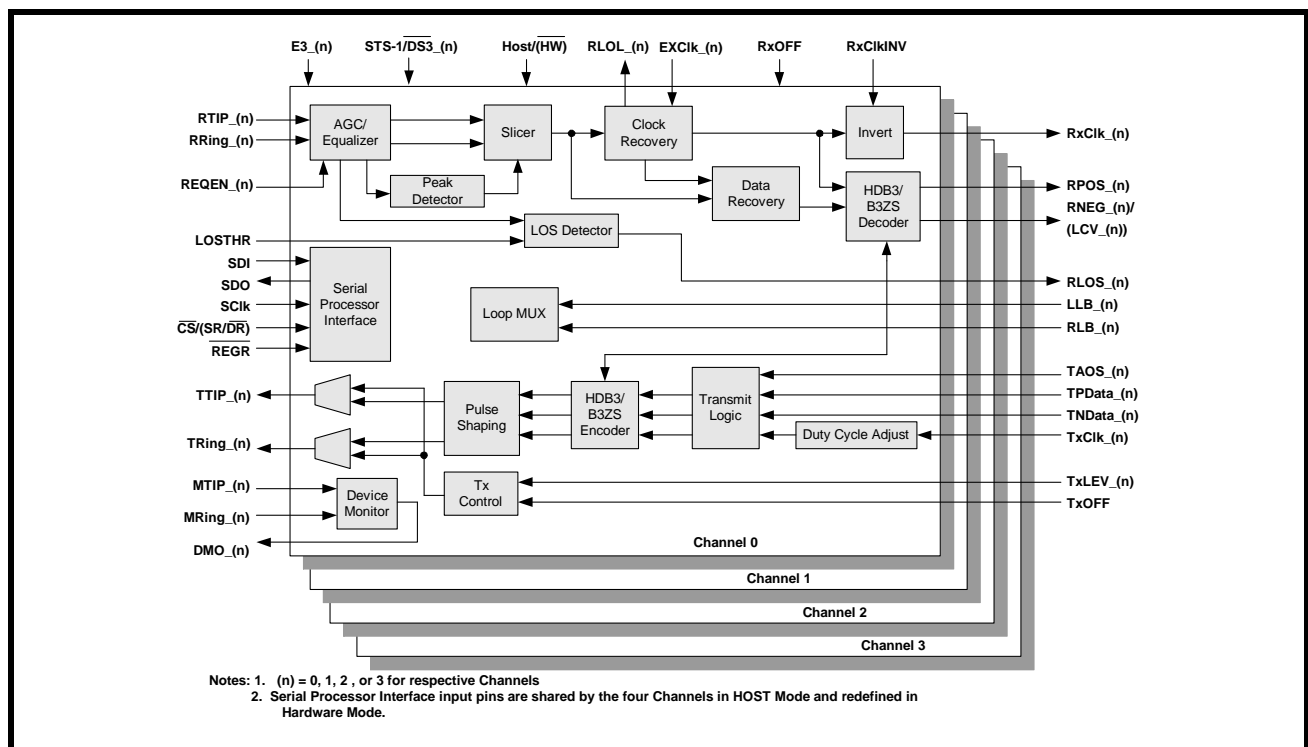 E3_(n)
STS-1/DS3_(n)
Host/(HW)
RLOL_(n)
EXClk_(n)
RxOFF
RxClkINV
RTIP_(n)
RRing_(n)
REQEN_(n)
LOSTHR
SDI
SDO
SClk
CS/(SR/DR)
REGR
TTIP_(n)
TRing_(n)
MTIP_(n)
MRing_(n)
DMO_(n)
AGC/
Equalizer
Peak
Detector
Slicer
LOS Detector
Clock
Recovery
Data
Recovery
Invert
HDB3/
B3ZS
Decoder
Serial
Processor
Interface
Loop MUX
Pulse
Shaping
HDB3/
B3ZS
Encoder
Transmit
Logic
Duty Cycle Adjust
Tx
Control
Device
Monitor
RxClk_(n)
RPOS_(n)
RNEG_(n)/
(LCV_(n))
RLOS_(n)
LLB_(n)
RLB_(n)
TAOS_(n)
TPData_(n)
TNData_(n)
TxClk_(n)
TxLEV_(n)
TxOFF
Channel 0
Channel 1
Channel 2
Channel 3
Notes: 1. (n) = 0, 1, 2 , or 3 for respective Channels
2. Serial Processor Interface input pins are shared by the four Channels in HOST Mode and redefined in
Hardware Mode.